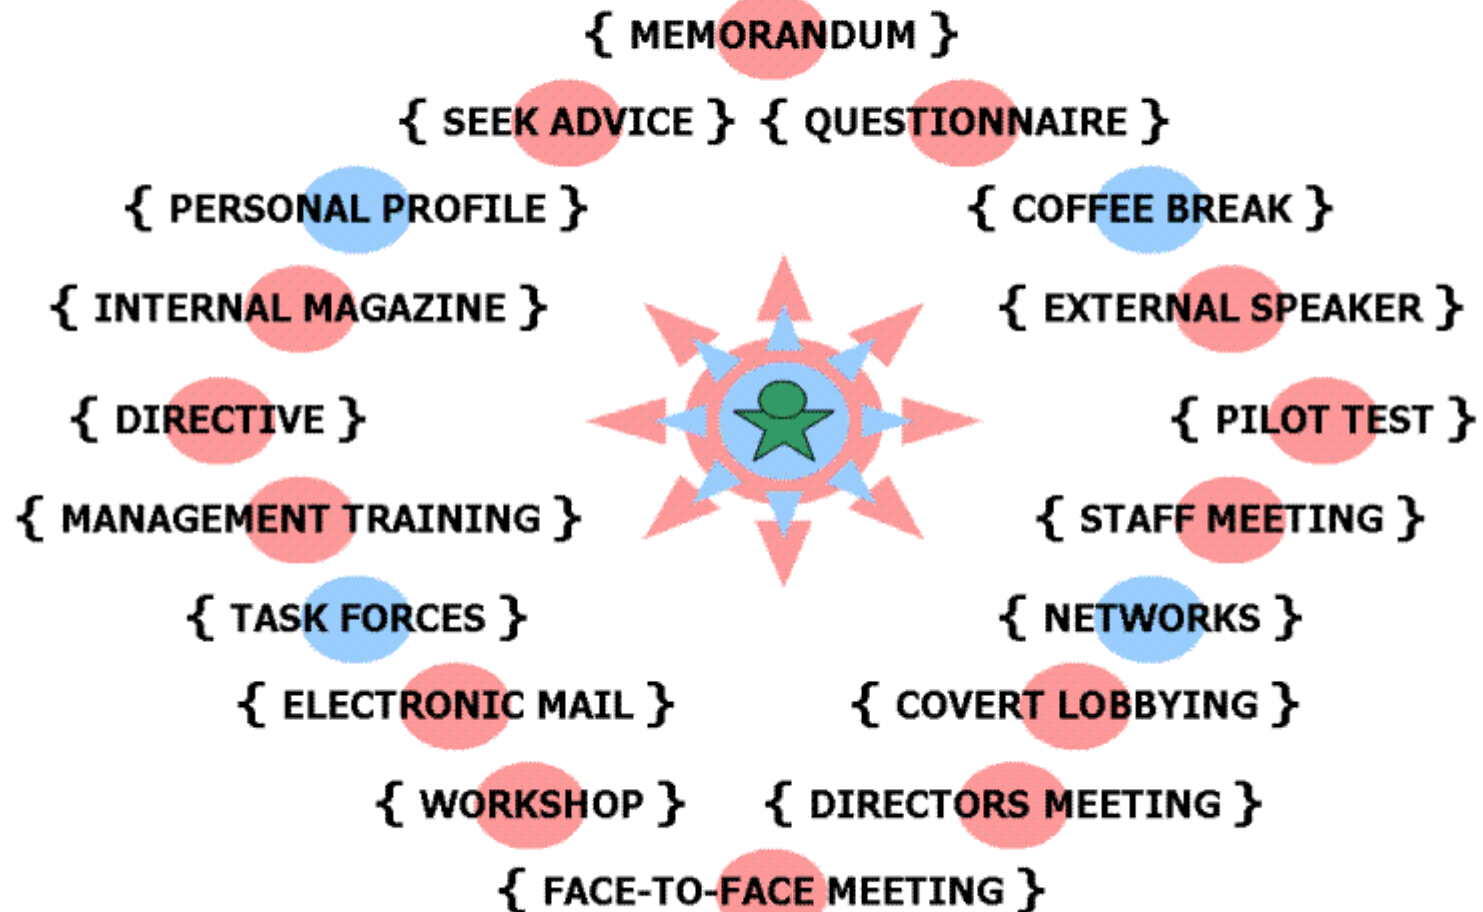 { MEMORANDUM }
{ SEEK ADVICE } { QUESTIONNAIRE }
{ PERSONAL PROFILE } { COFFEE BREAK }
{ INTERNAL MAGAZINE } { EXTERNAL SPEAKER }
{ DIRECTIVE } { PILOT TEST }
{ MANAGEMENT TRAINING } { STAFF MEETING }
{ TASK FORCES } { NETWORKS }
{ ELECTRONIC MAIL } { COVERT LOBBYING }
{ WORKSHOP } { DIRECTORS MEETING }
{ FACE-TO-FACE MEETING }